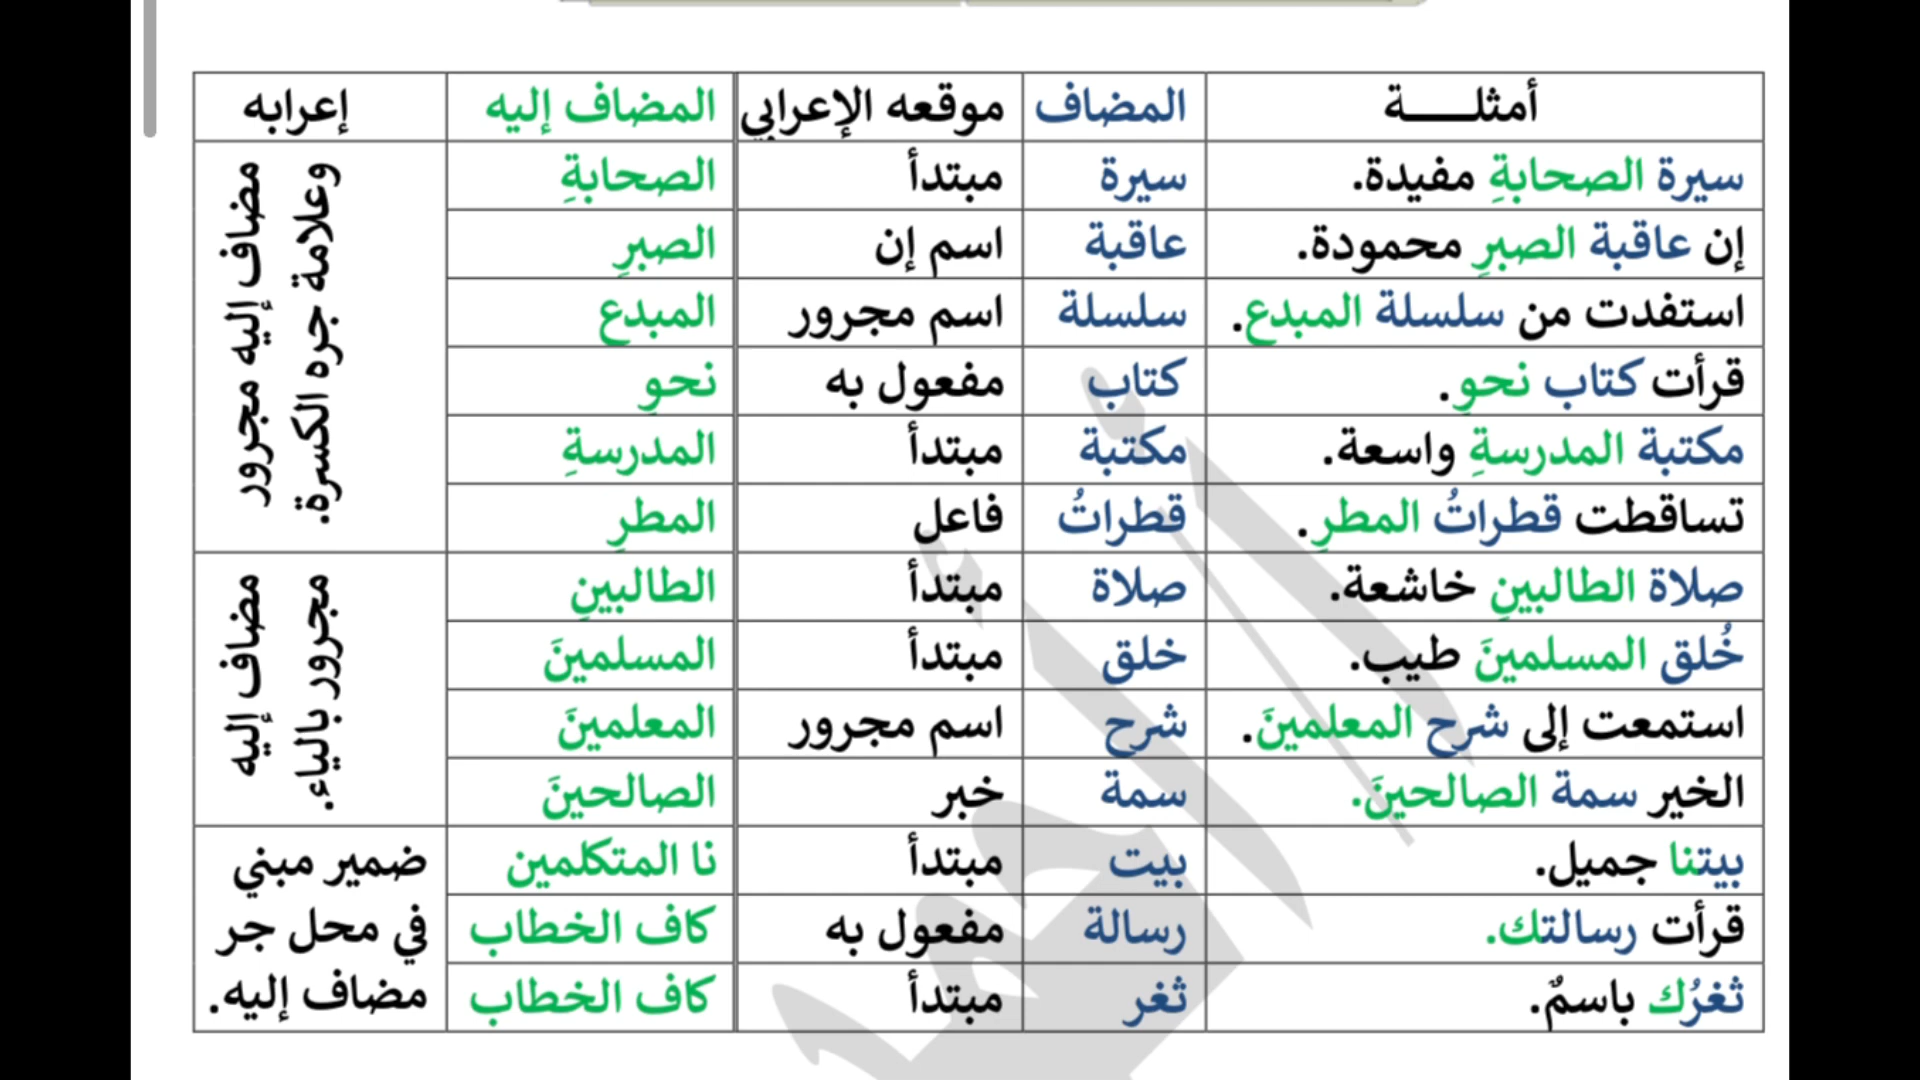 أمثلـــــة المضاف موقعه الإعرابي المضاف إليه إعرابه
سيرة الصحابةِ مفيدة. سيرة مبتدأ الصحابةِ
إن عاقبة الصبرِ محمودة. عاقبة اسم إن الصبرِ
استفدت من سلسلة المبدعِ. سلسلة اسم مجرور المبدعِ
قرأت كتاب نحوِ. كتاب مفعول به نحوِ
مكتبة المدرسةِ واسعة. مكتبة مبتدأ المدرسةِ
تساقطت قطراتُ المطرِ. قطراتُ فاعل المطرِ
مضاف إليه مجرور
وعلامة جره الكسرة.
صلاة الطالبينِ خاشعة. صلاة مبتدأ الطالبينِ
خُلق المسلمينَ طيب. خلق مبتدأ المسلمينَ
استمعت إلى شرح المعلمينَ. شرح اسم مجرور المعلمينَ
الخير سمة الصالحينَ. سمة خبر الصالحينَ
مضاف إليه
مجرور بالياء.
بيتنا جميل. بيت مبتدأ نا المتكلمين ضمير مبني
قرأت رسالتك. رسالة مفعول به كاف الخطاب في محل جر
ثغرُك باسمٌ. ثغر مبتدأ كاف الخطاب مضاف إليه.